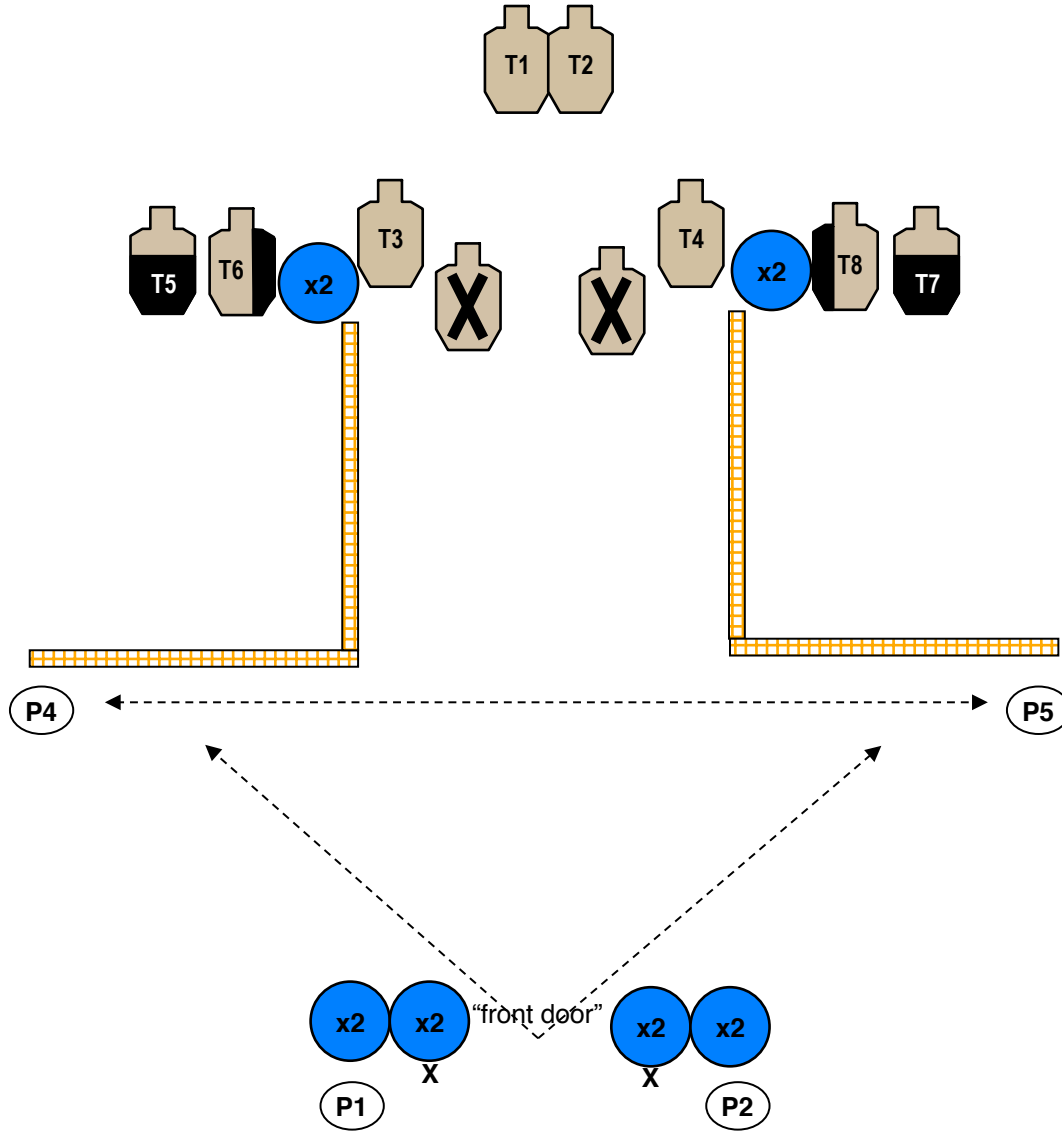 T1 T2
T3 T4
T5 T6 x2 X X x2 T8 T7
P4 P5
x2 x2 "front door" x2 x2
X X
P1 P2